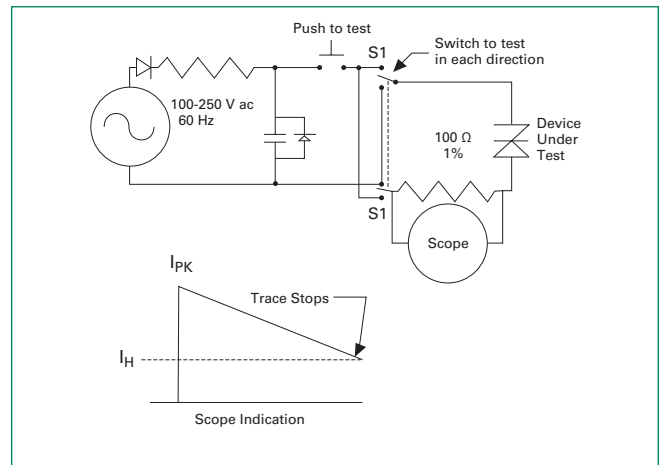 Push to test
S1
Switch to test
in each direction
100-250 V ac
60 Hz
100 Ω
1%
Device
Under
Test
S1
Scope
IPK
Trace Stops
IH
Scope Indication